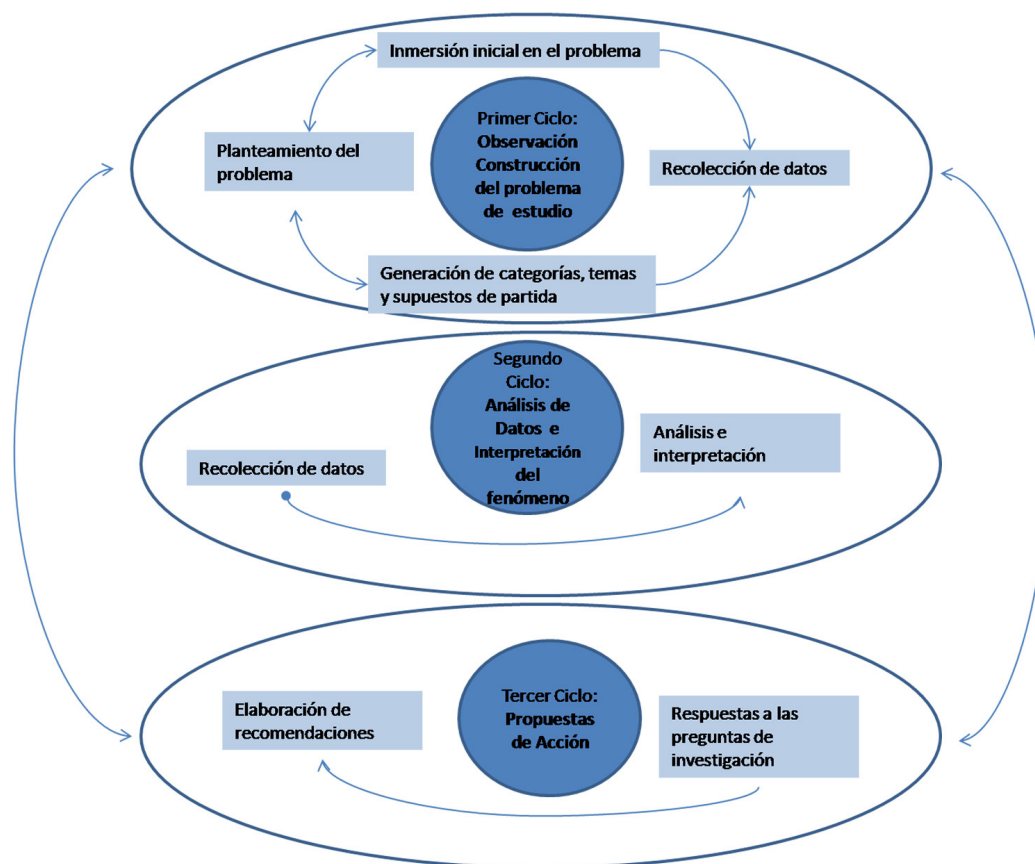 Inmersión inicial en el problema
Primer Ciclo:
Observación
Construcción
del problema
de estudio
Planteamiento del
problema
Recolección de datos
Generación de categorías, temas
y supuestos de partida
Segundo
Ciclo:
Análisis de
Datos e
Interpretación
del
fenómeno
Análisis e
interpretación
Recolección de datos
Tercer Ciclo:
Propuestas
de Acción
Elaboración de
recomendaciones
Respuestas a las
preguntas de
investigación